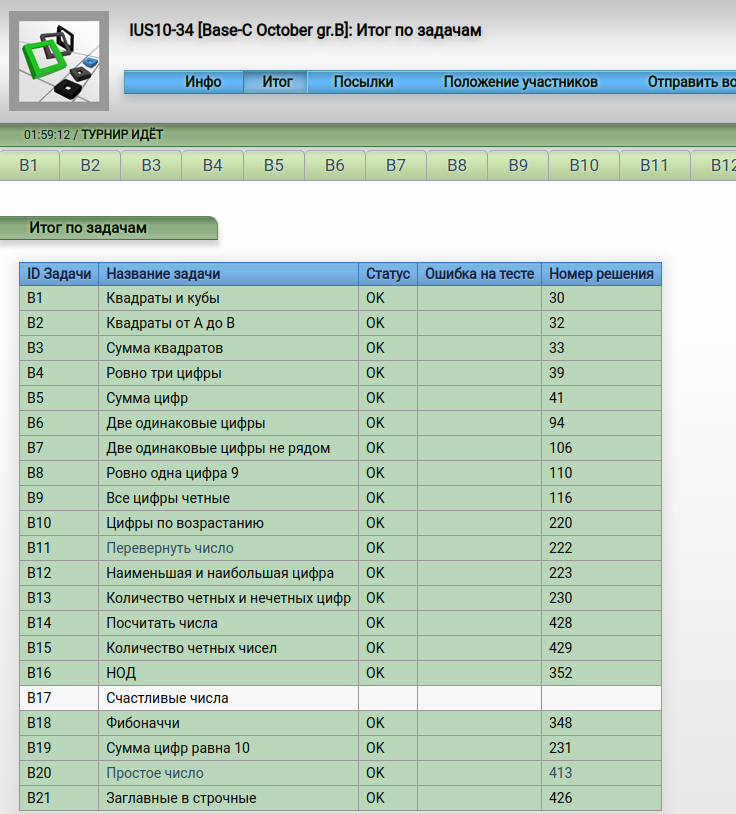 IUS10-34 [Base-C October gr.B]: Итог по задачам
Инфо Итог Посылки Положение участников Отправить во
01:59:12 / ТУРНИР ИДЁТ
B1 B2 B3 B4 B5 B6 B7 B8 B9 B10 B11 B12
Итог по задачам
ID Задачи Название задачи Статус Ошибка на тесте Номер решения
B1 Квадраты и кубы OK 30
B2 Квадраты от А до В OK 32
B3 Сумма квадратов OK 33
B4 Ровно три цифры OK 39
B5 Сумма цифр OK 41
B6 Две одинаковые цифры OK 94
B7 Две одинаковые цифры не рядом OK 106
B8 Ровно одна цифра 9 OK 110
B9 Все цифры четные OK 116
B10 Цифры по возрастанию OK 220
B11 Перевернуть число OK 222
B12 Наименьшая и наибольшая цифра OK 223
B13 Количество четных и нечетных цифр OK 230
B14 Посчитать числа OK 428
B15 Количество четных чисел OK 429
B16 НОД OK 352
B17 Счастливые числа
B18 Фибоначчи OK 348
B19 Сумма цифр равна 10 OK 231
B20 Простое число OK 413
B21 Заглавные в строчные OK 426